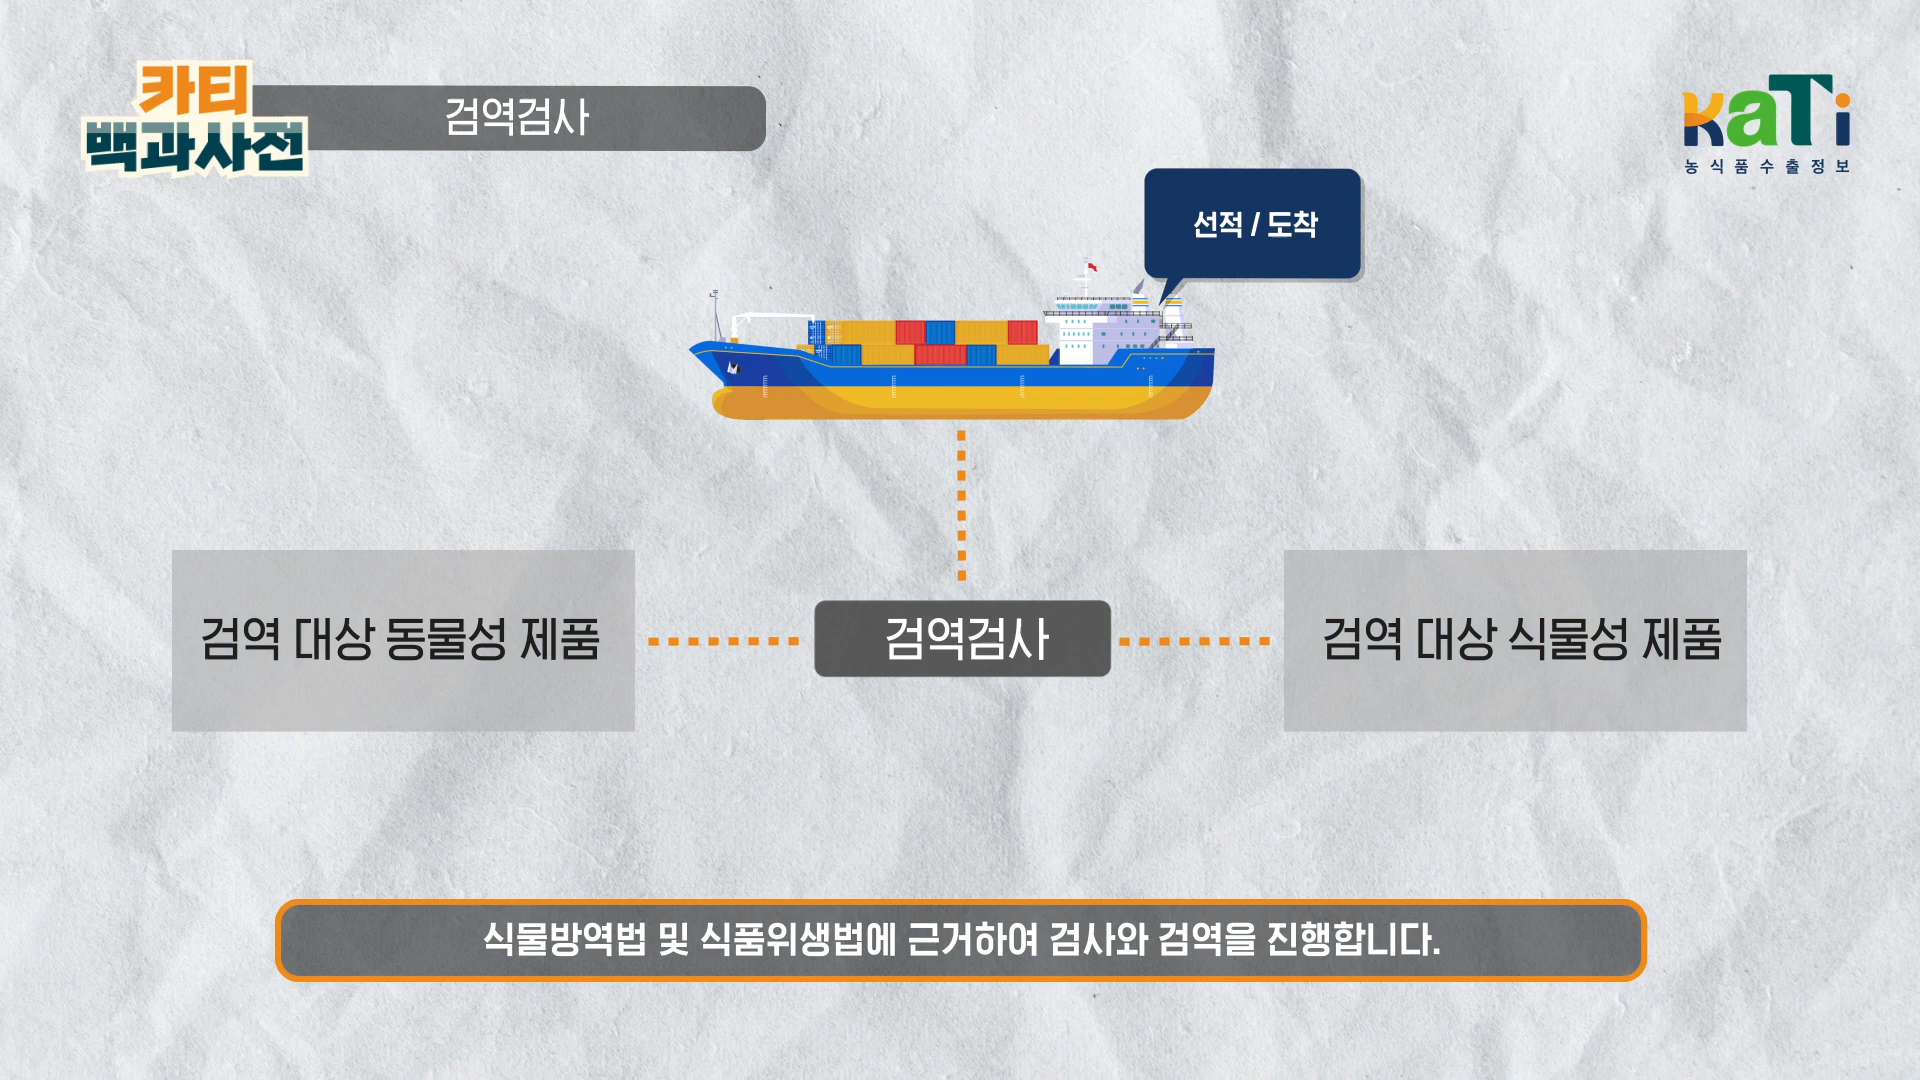 카티
백과사전
검역검사
kaTi
농식품수출정보
선적 / 도착
검역 대상 동물성 제품
검역검사
검역 대상 식물성 제품
식물방역법 및 식품위생법에 근거하여 검사와 검역을 진행합니다.